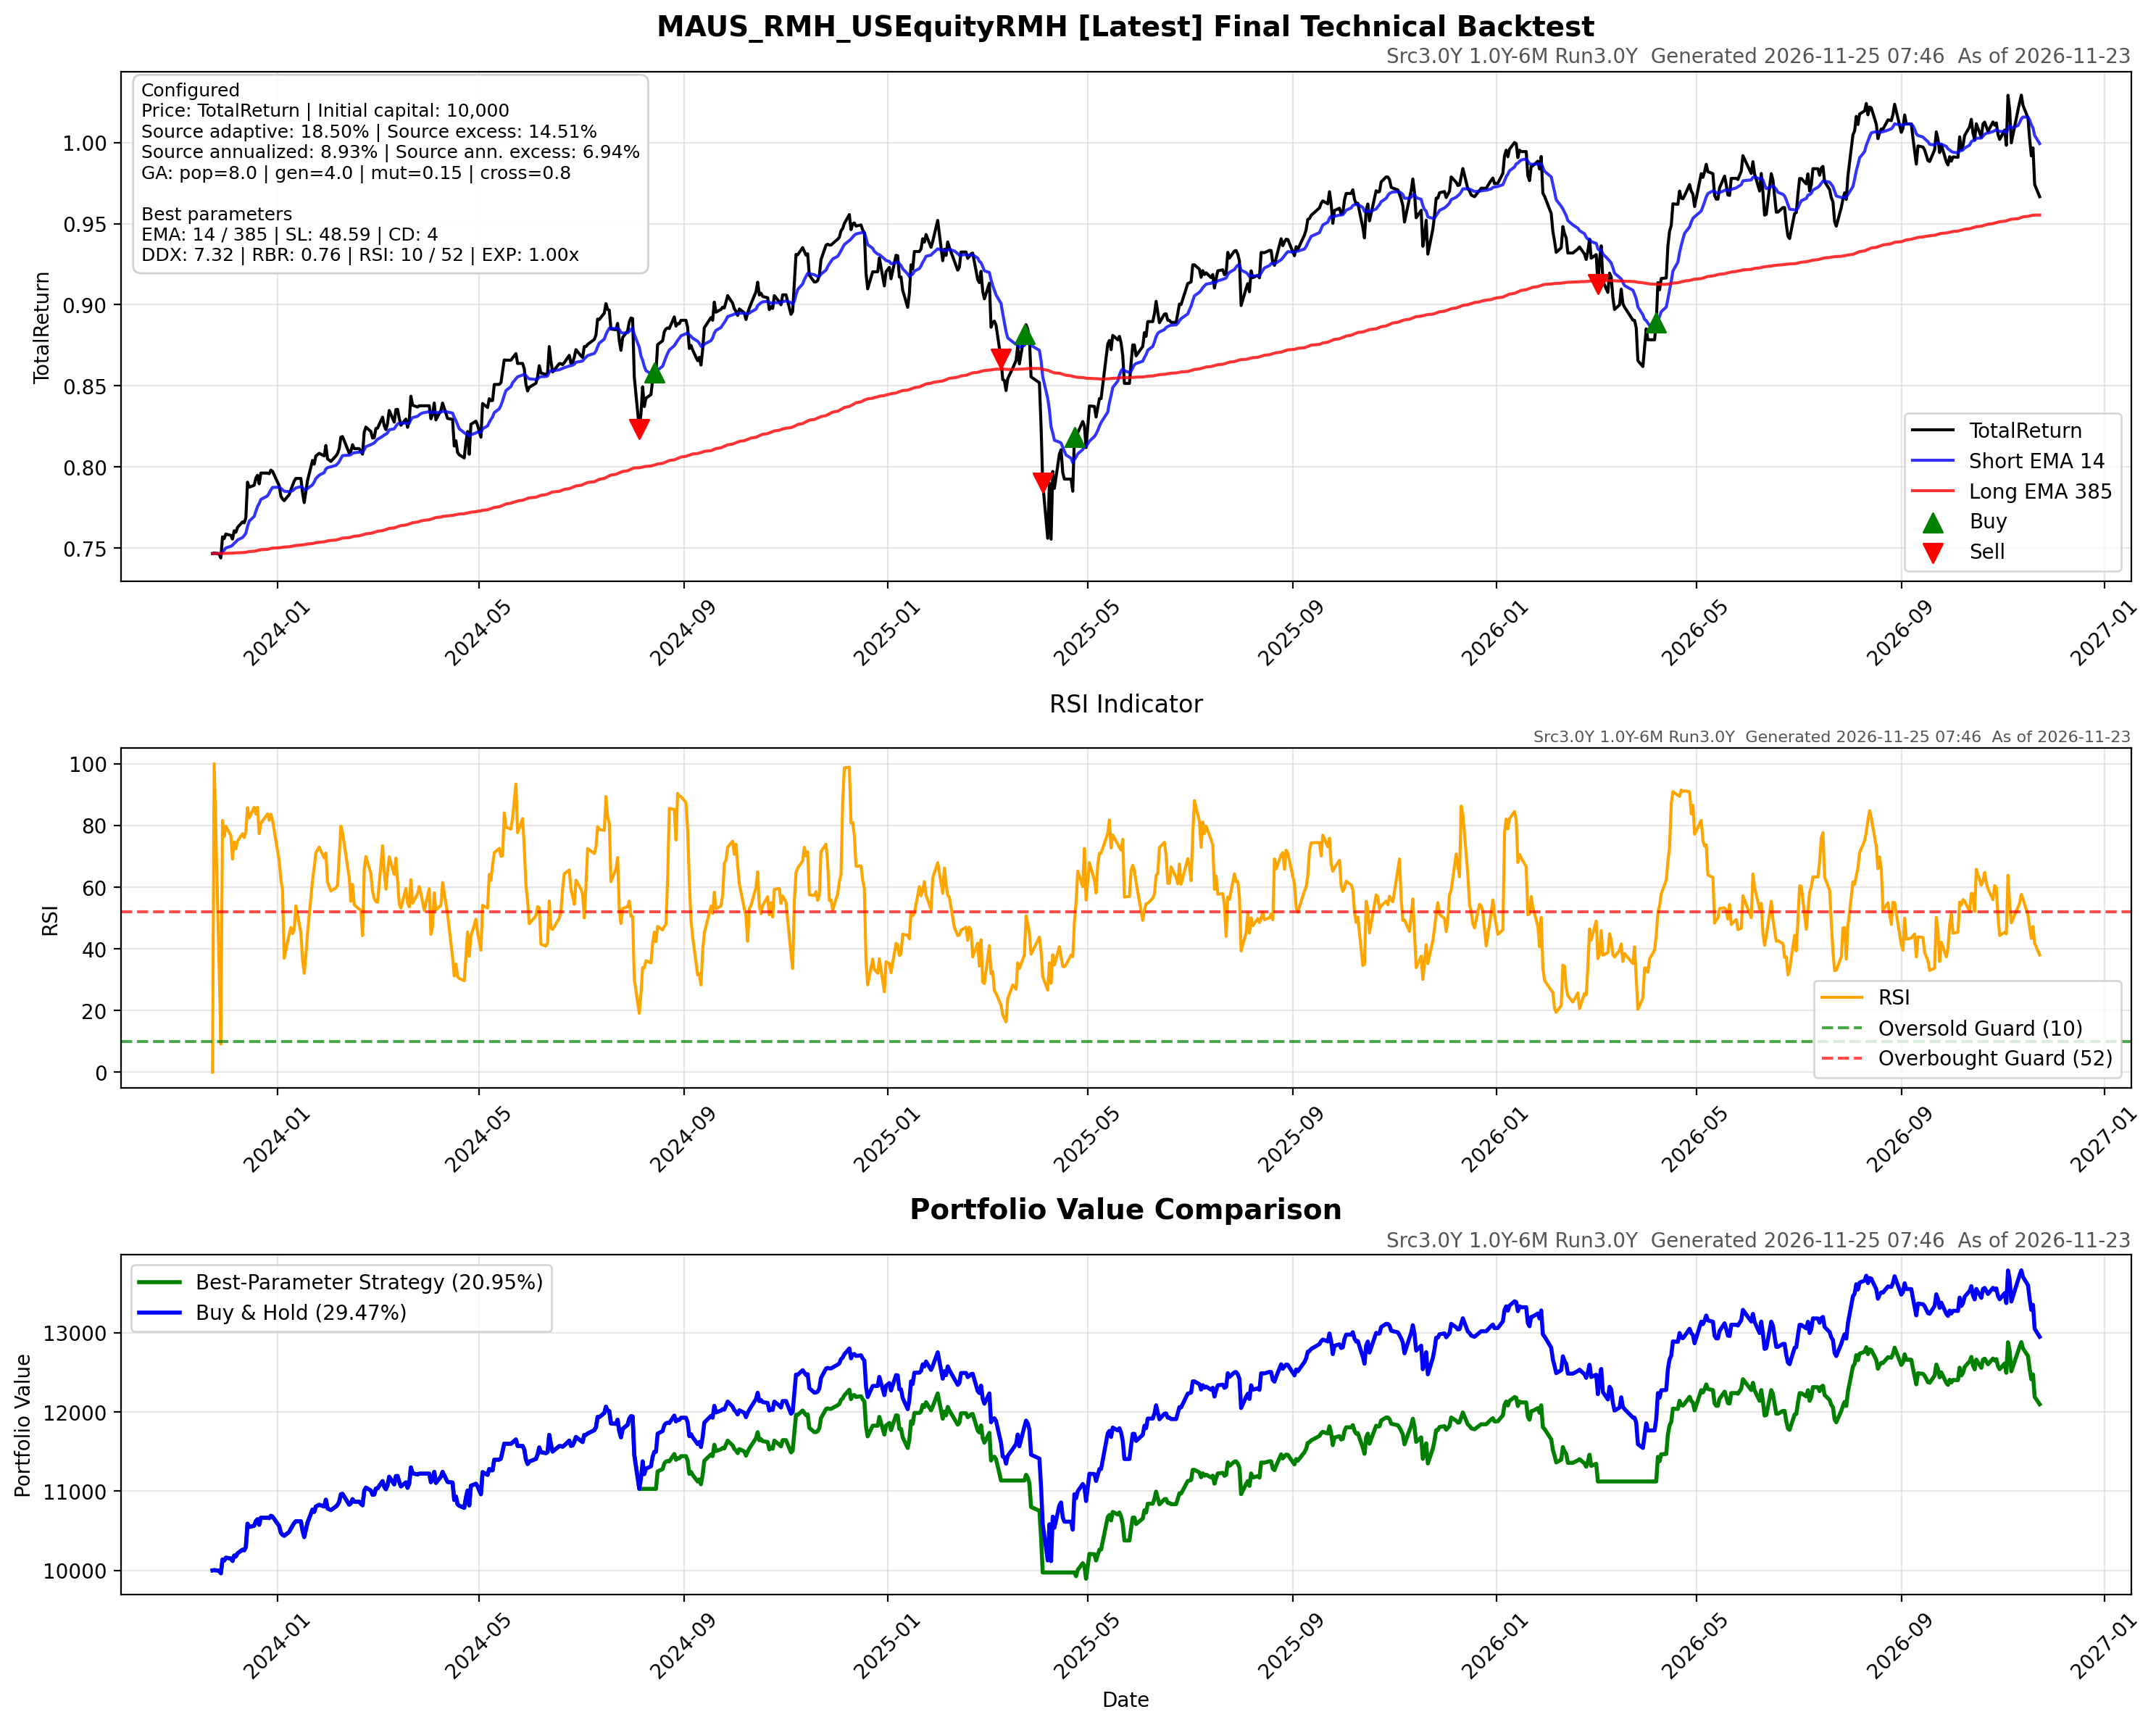 MAUS_RMH_USEquityRMH [Latest] Final Technical Backtest
Src3.0Y 1.0Y-6M Run3.0Y  Generated 2026-11-25 07:46  As of 2026-11-23
Configured
Price: TotalReturn | Initial capital: 10,000
Source adaptive: 18.50% | Source excess: 14.51%
Source annualized: 8.93% | Source ann. excess: 6.94%
GA: pop=8.0 | gen=4.0 | mut=0.15 | cross=0.8
Best parameters
EMA: 14 / 385 | SL: 48.59 | CD: 4
DDX: 7.32 | RBR: 0.76 | RSI: 10 / 52 | EXP: 1.00x
TotalReturn
1.00
0.95
0.90
0.85
0.80
0.75
TotalReturn
Short EMA 14
Long EMA 385
Buy
Sell
2024-01
2024-05
2024-09
2025-01
2025-05
2025-09
2026-01
2026-05
2026-09
2027-01
RSI Indicator
Src3.0Y 1.0Y-6M Run3.0Y  Generated 2026-11-25 07:46  As of 2026-11-23
RSI
100
80
60
40
20
0
RSI
Oversold Guard (10)
Overbought Guard (52)
2024-01
2024-05
2024-09
2025-01
2025-05
2025-09
2026-01
2026-05
2026-09
2027-01
Portfolio Value Comparison
Src3.0Y 1.0Y-6M Run3.0Y  Generated 2026-11-25 07:46  As of 2026-11-23
Best-Parameter Strategy (20.95%)
Buy & Hold (29.47%)
Portfolio Value
13000
12000
11000
10000
2024-01
2024-05
2024-09
2025-01
2025-05
2025-09
2026-01
2026-05
2026-09
2027-01
Date